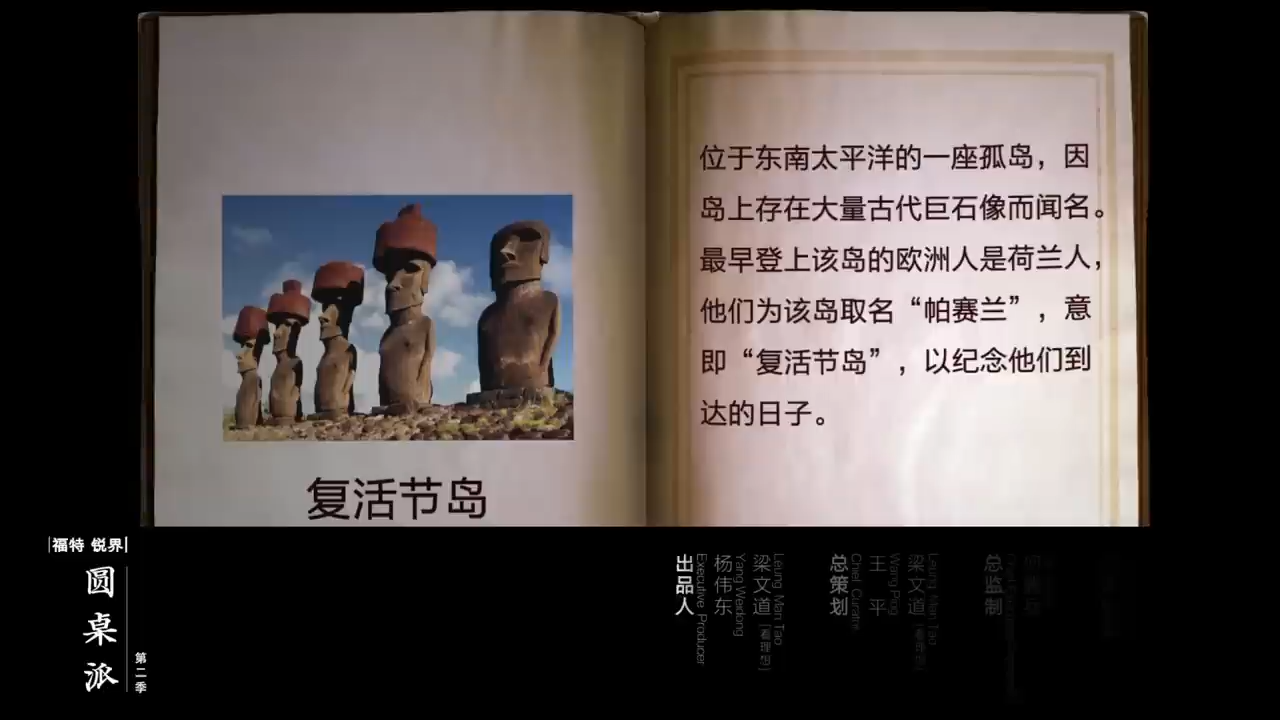 位于东南太平洋的一座孤岛，因
岛上存在大量古代巨石像而闻名。
最早登上该岛的欧洲人是荷兰人，
他们为该岛取名“帕赛兰”，意
即“复活节岛”，以纪念他们到
达的日子。
复活节岛
福特 锐界
圆桌派
第二季
出品人
Executive Producer
杨伟东
Yang Weidong
梁文道「看理想」
Leung Man Tao
总策划
Chief Curator
王 平
Wang Ping
梁文道「看理想」
Leung Man Tao
总监制